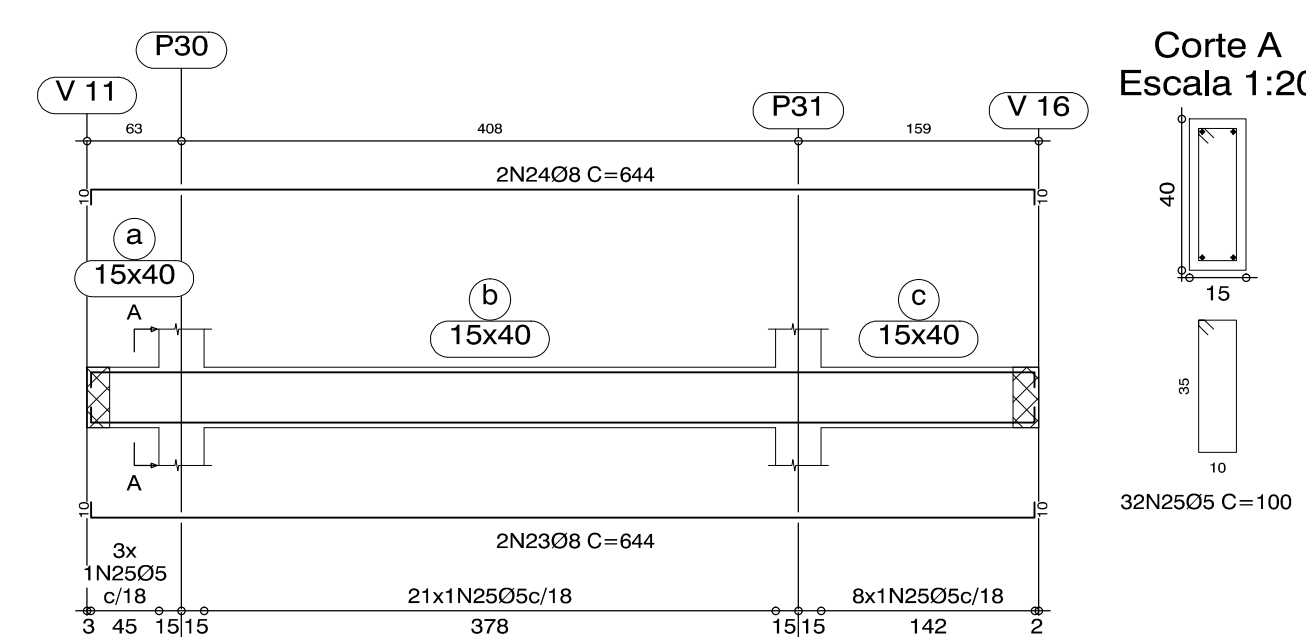 P30
Corte A
Escala 1:20
V 11
P31
V 16
63
408
159
2N24Ø8 C=644
10
10
a
15x40
40
b
15x40
c
15x40
15
A
35
A
10
10
10
32N25Ø5 C=100
2N23Ø8 C=644
3x
1N25Ø5
c/18
21x1N25Ø5c/18
8x1N25Ø5c/18
3 45 15 15 378 15 15 142 2